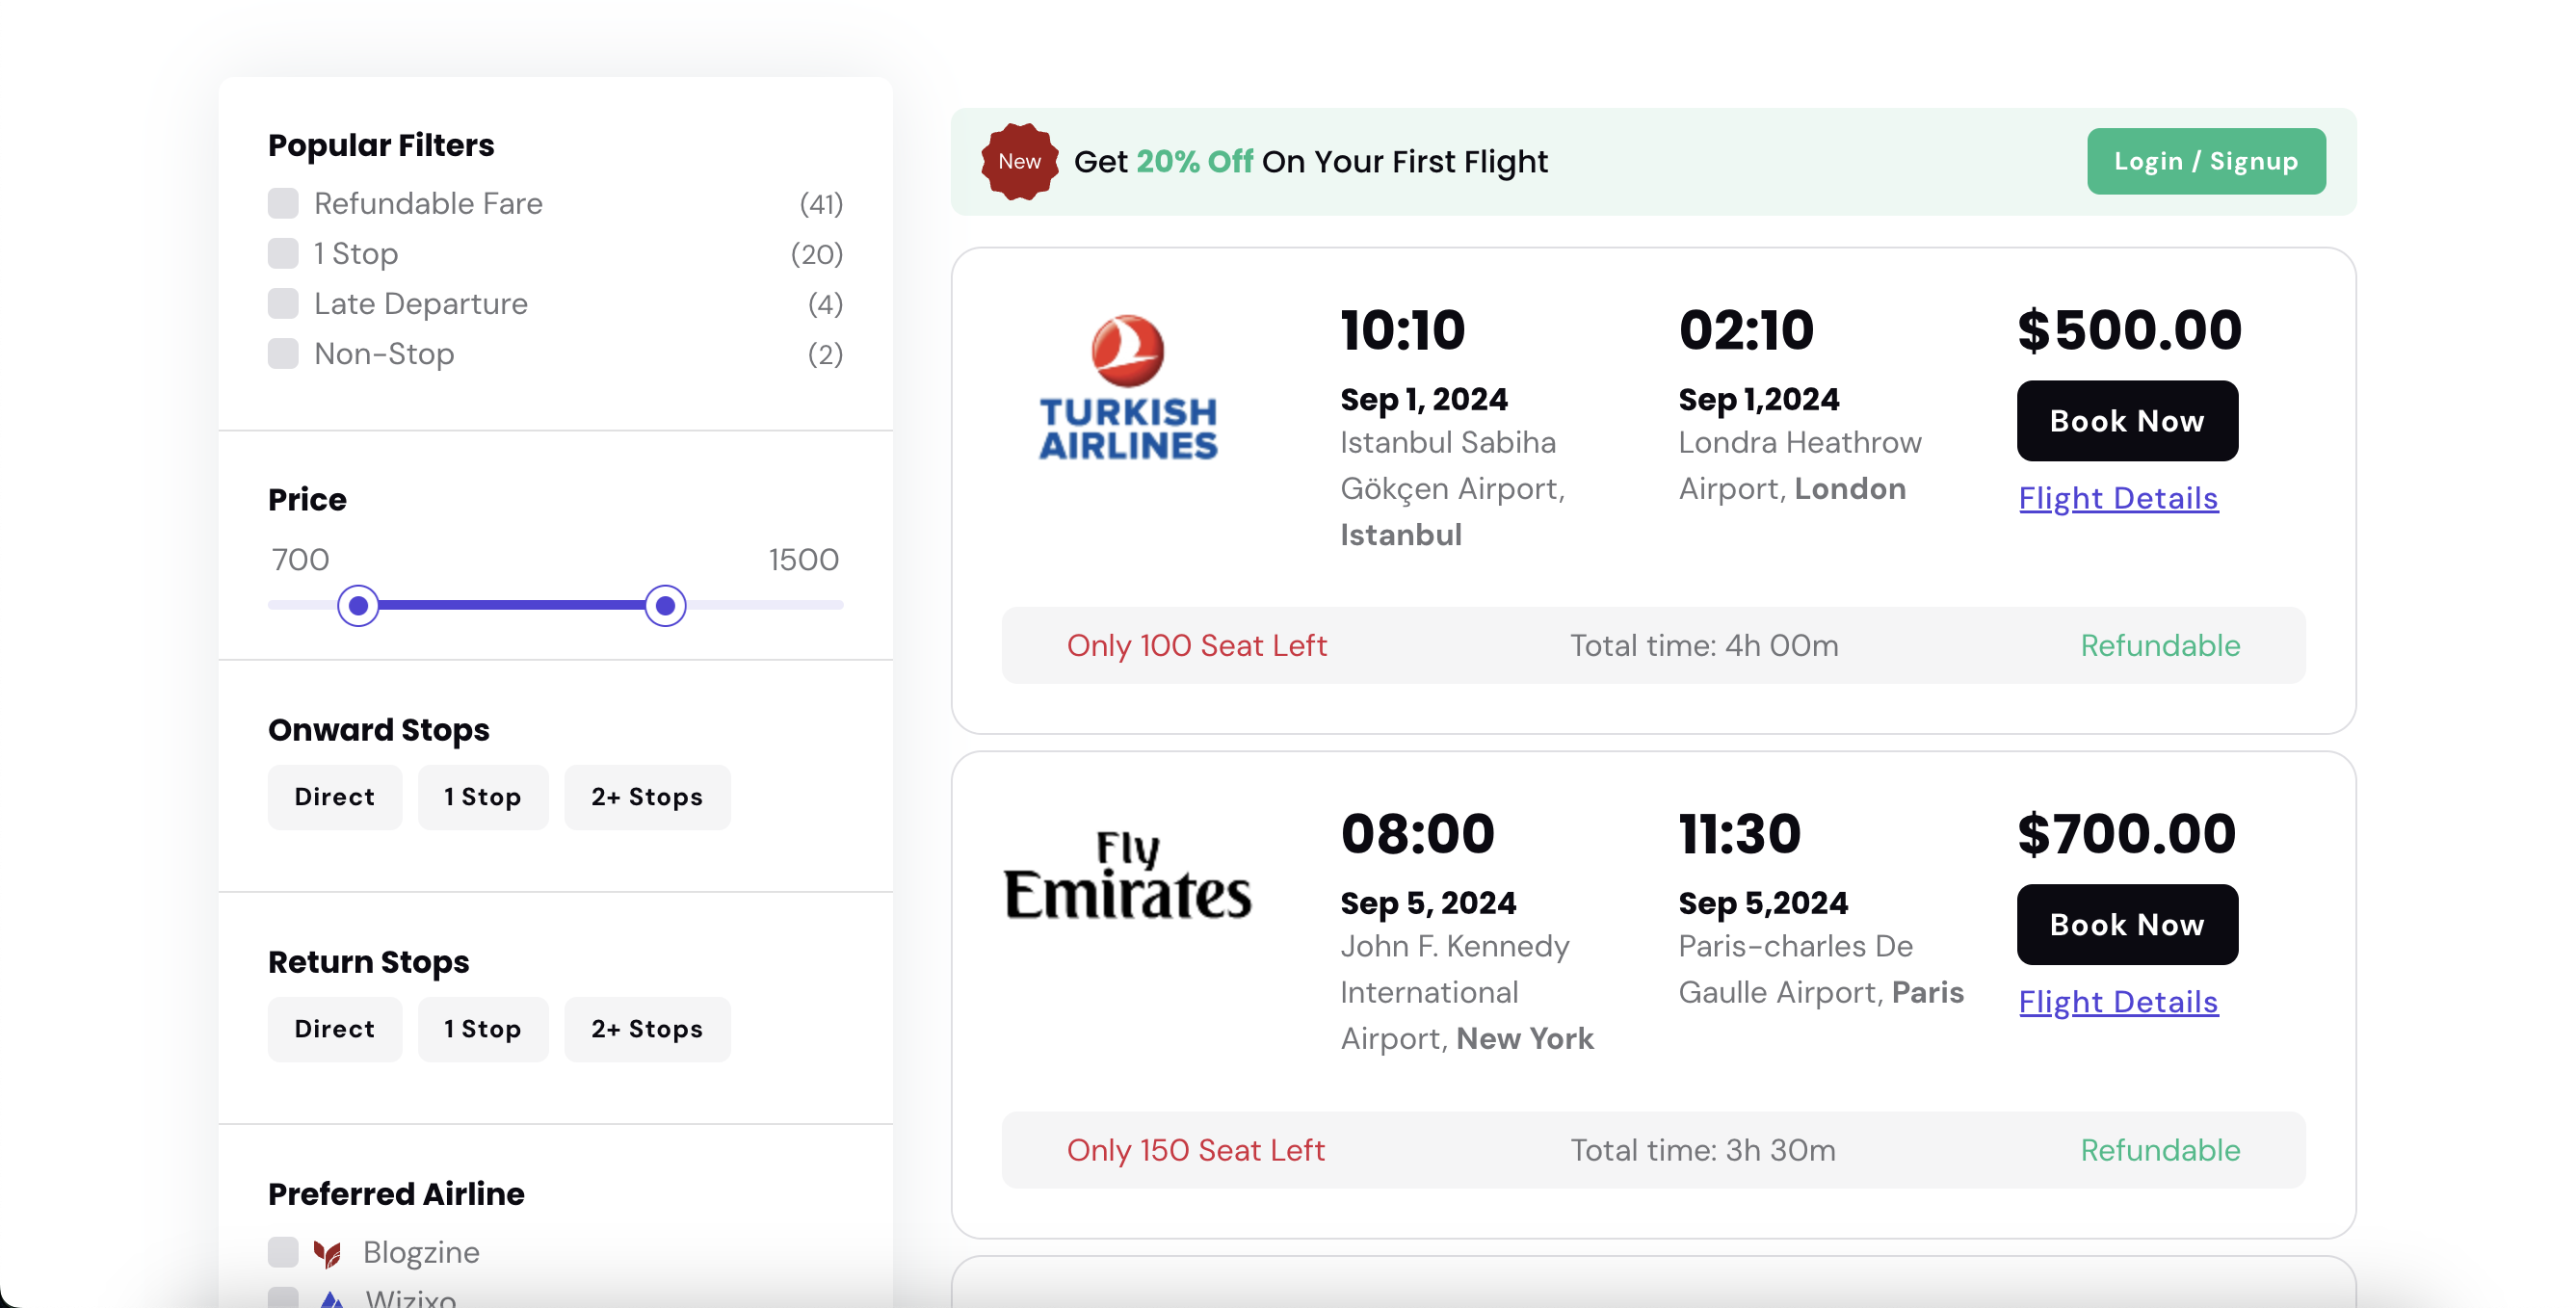 Popular Filters
Refundable Fare (41)
1 Stop (20)
Late Departure (4)
Non-Stop (2)
Price
700 1500
Onward Stops
Direct 1 Stop 2+ Stops
Return Stops
Direct 1 Stop 2+ Stops
Preferred Airline
Blogzine
Wizixo
New Get 20% Off On Your First Flight Login / Signup
TURKISH
AIRLINES
10:10
Sep 1, 2024
Istanbul Sabiha
Gökçen Airport,
Istanbul
02:10
Sep 1,2024
Londra Heathrow
Airport, London
$500.00
Book Now
Flight Details
Only 100 Seat Left Total time: 4h 00m Refundable
Fly
Emirates
08:00
Sep 5, 2024
John F. Kennedy
International
Airport, New York
11:30
Sep 5,2024
Paris-charles De
Gaulle Airport, Paris
$700.00
Book Now
Flight Details
Only 150 Seat Left Total time: 3h 30m Refundable